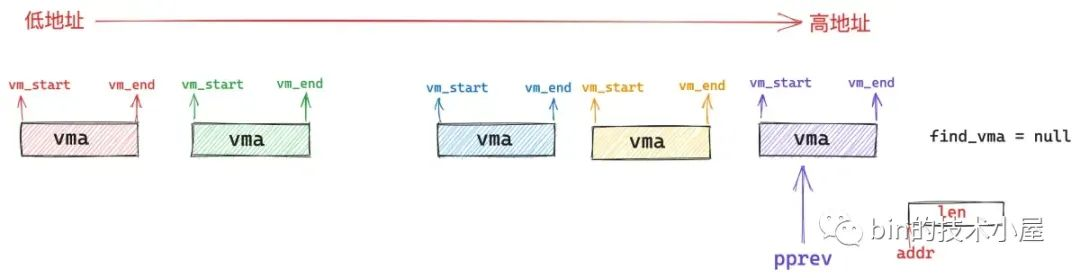 低地址 高地址
vm_start vm_end vm_start vm_end vm_start vm_end vm_start vm_end vm_start vm_end
vma vma vma vma vma find_vma = null
len
bin的技术小屋
addr
pprev